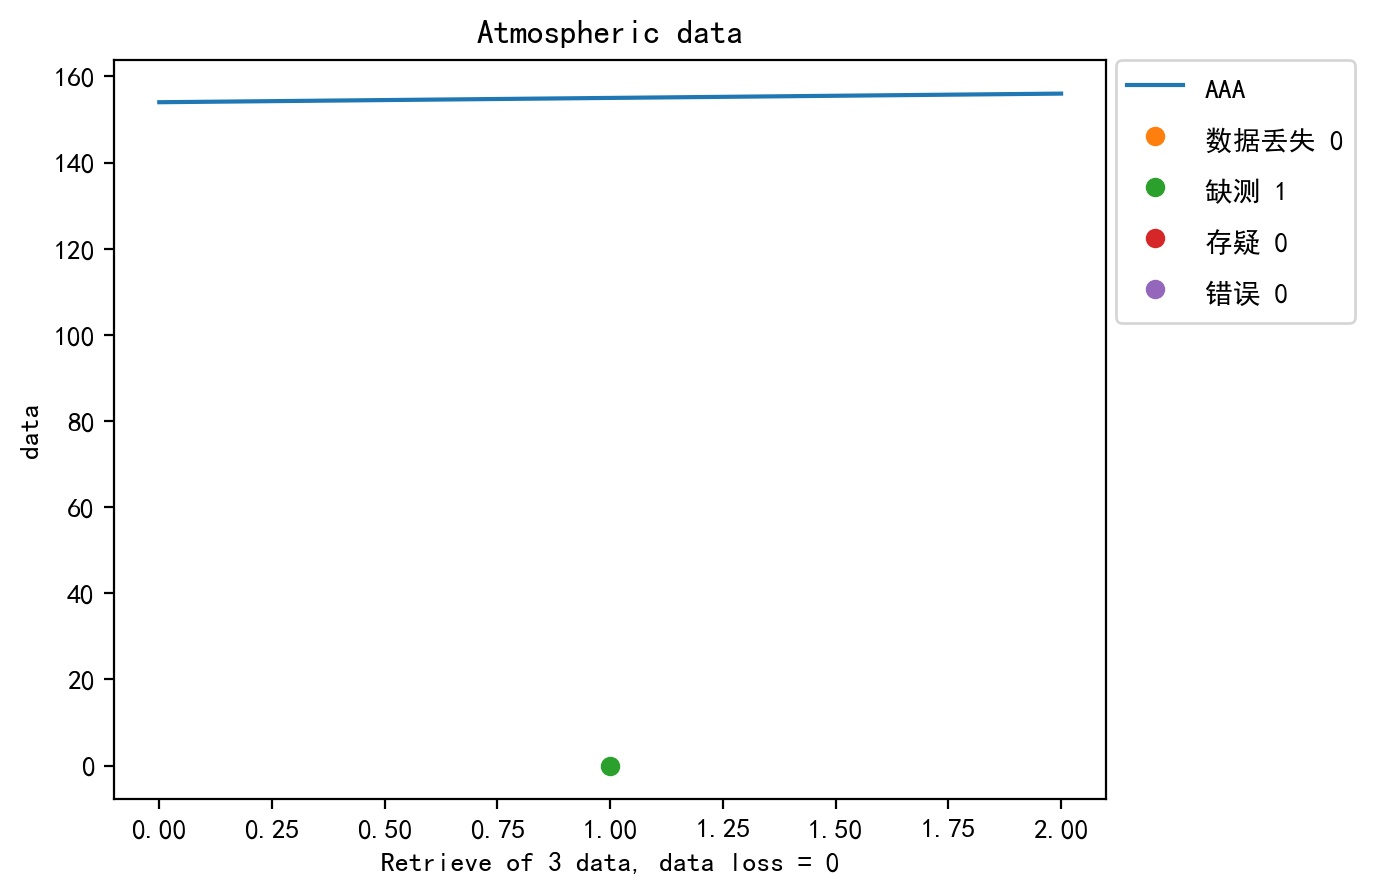 Atmospheric data
160
140
120
100
80
60
40
20
0
data
0.00 0.25 0.50 0.75 1.00 1.25 1.50 1.75 2.00
Retrieve of 3 data, data loss = 0
AAA
数据丢失 0
缺测 1
存疑 0
错误 0